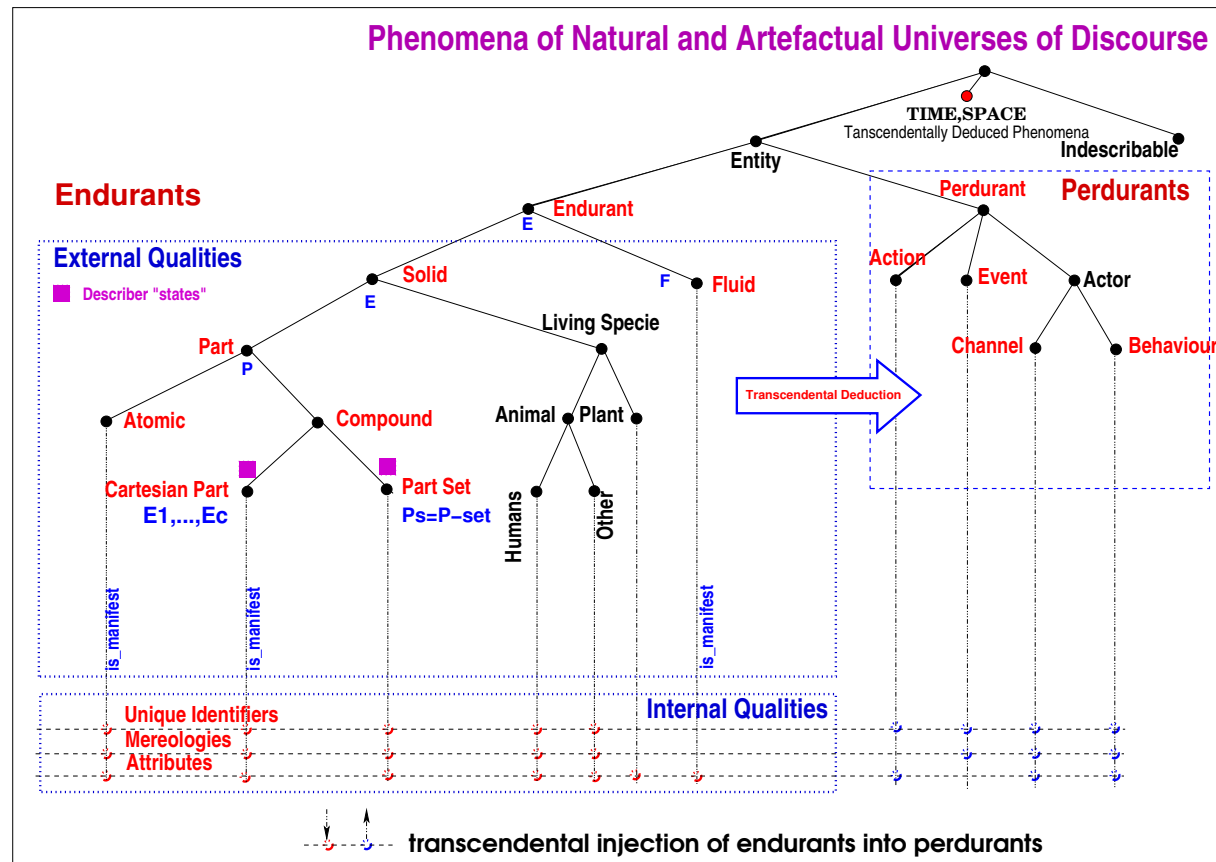 Phenomena of Natural and Artefactual Universes of Discourse
TIME,SPACE
Tanscendentally Deduced Phenomena
Entity
Indescribable
Endurants
Perdurant
Perdurants
Endurant
E
External Qualities
Describer "states"
Solid
E
F
Fluid
Action
Event
Actor
Part
P
Living Specie
Channel
Behaviour
Transcendental Deduction
Atomic
Compound
Animal
Plant
Cartesian Part
E1,...,Ec
Part Set
Ps=P-set
Humans
Other
is_manifest
is_manifest
is_manifest
Unique Identifiers
Internal Qualities
Mereologies
Attributes
transcendental injection of endurants into perdurants